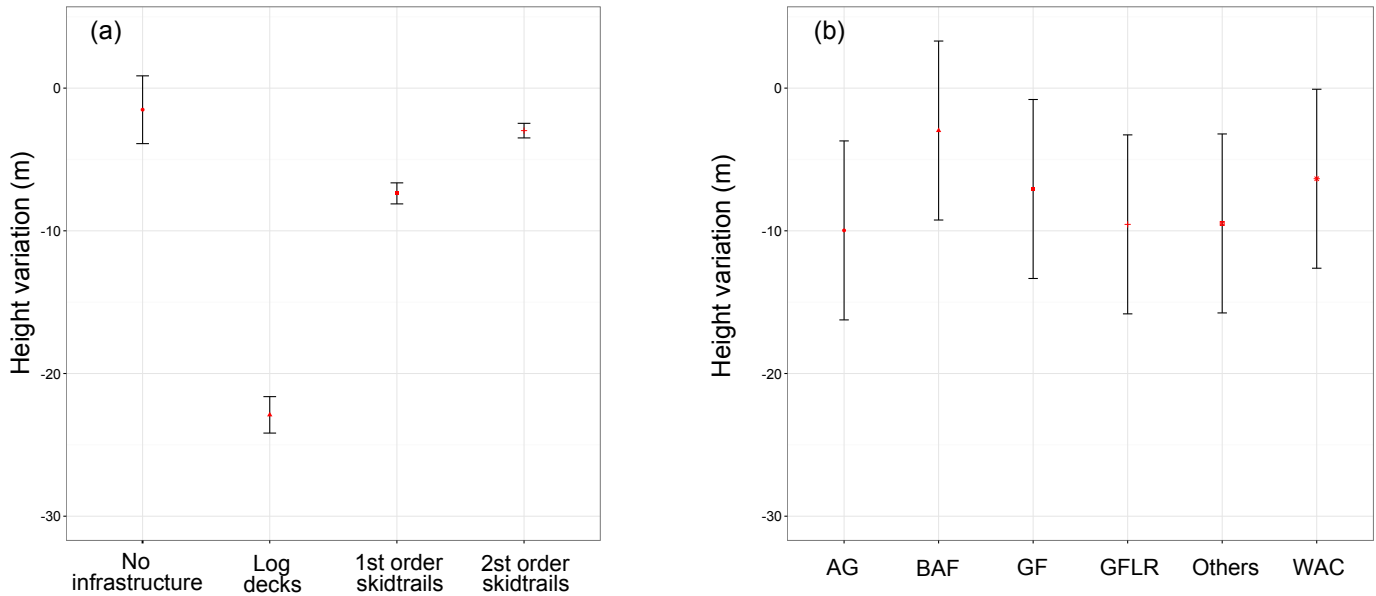 (a)
Height variation (m)
0
-10
-20
-30
No
infrastructure
Log
decks
1st order
skidtrails
2st order
skidtrails
(b)
Height variation (m)
0
-10
-20
-30
AG
BAF
GF
GFLR
Others
WAC